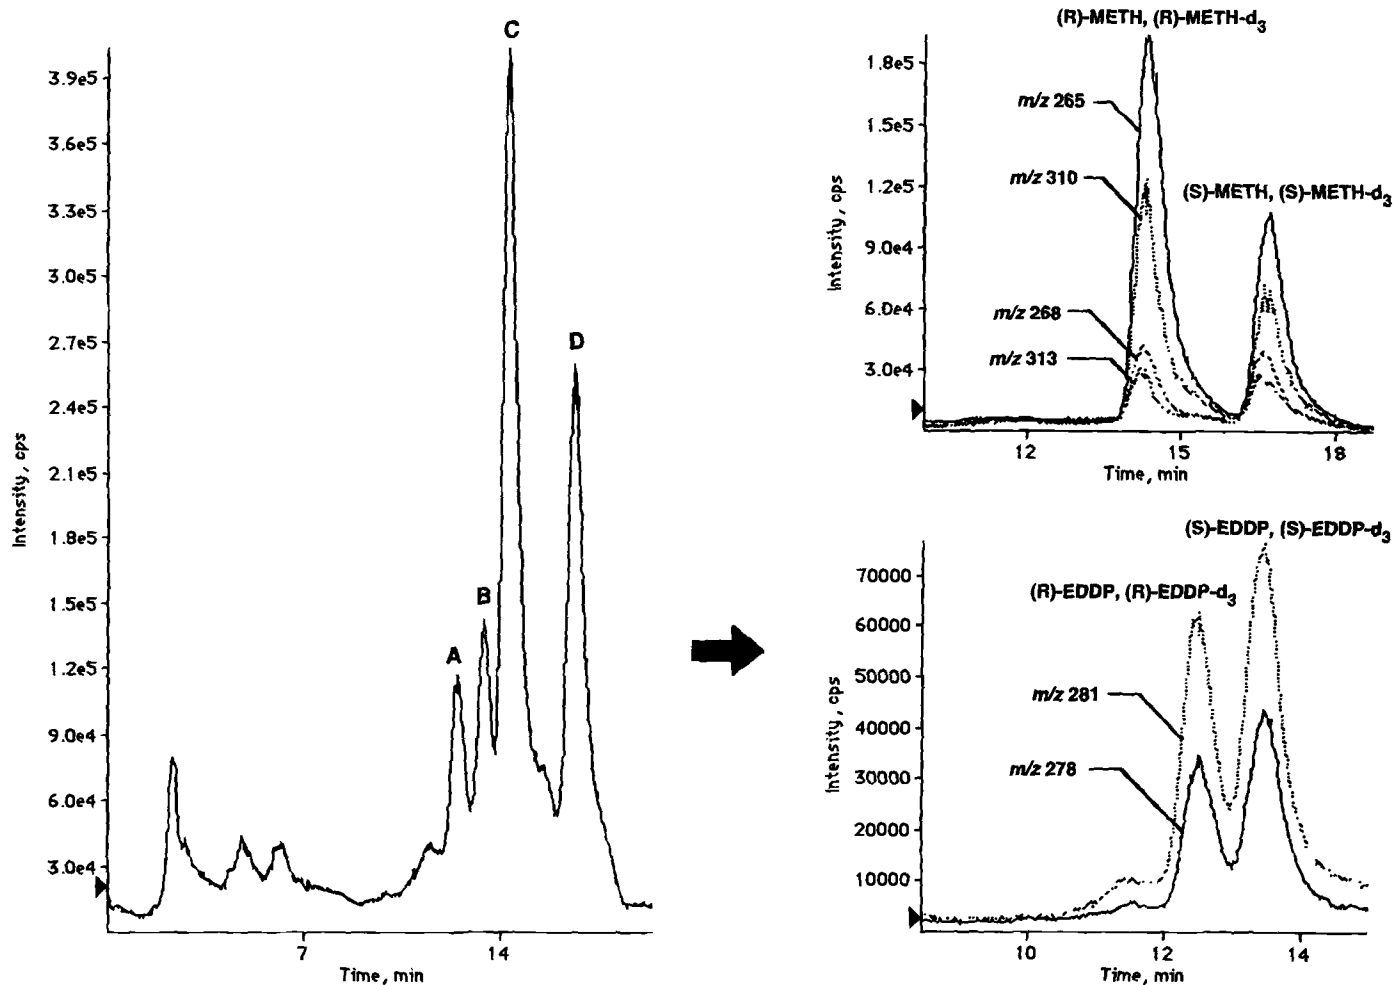 C
3.9e5
3.6e5
3.3e5
3.0e5
2.7e5
D
2.4e5
2.1e5
1.8e5
1.5e5
B
A
1.2e5
9.0e4
6.0e4
3.0e4
7
14
Time, min
Intensity, cps
(R)-METH, (R)-METH-d3
1.8e5
m/z 265
1.5e5
m/z 310
1.2e5
(S)-METH, (S)-METH-d3
9.0e4
6.0e4
m/z 268
m/z 313
3.0e4
12
15
18
Time, min
Intensity, cps
(S)-EDDP, (S)-EDDP-d3
70000
(R)-EDDP, (R)-EDDP-d3
60000
50000
m/z 281
40000
m/z 278
30000
20000
10000
10
12
14
Time, min
Intensity, cps